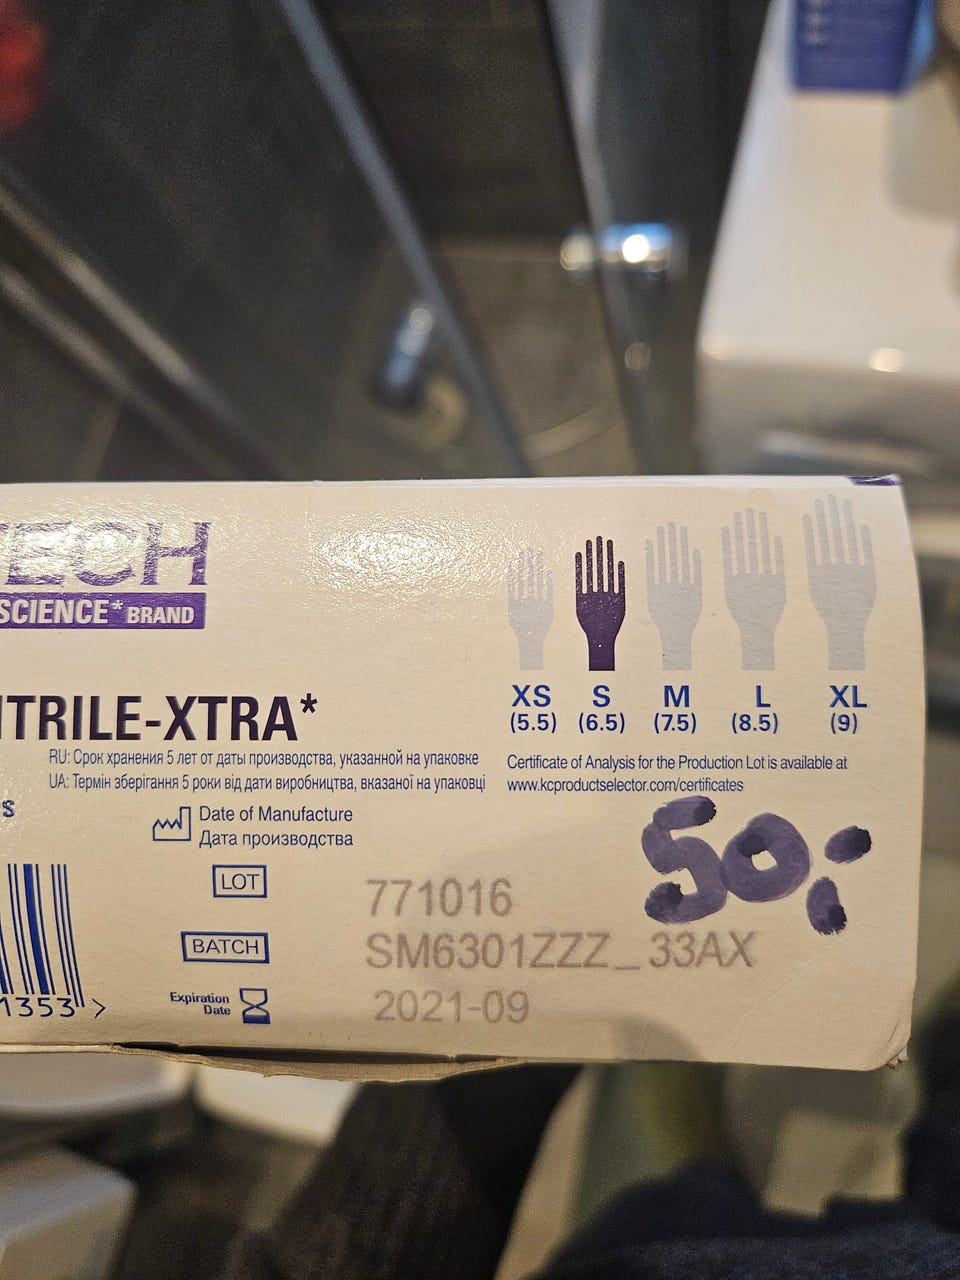 TECH
SCIENCE* BRAND
ITRILE-XTRA*
XS S M L XL
(5.5) (6.5) (7.5) (8.5) (9)
RU: Срок хранения 5 лет от даты производства, указанной на упаковке
UA: Термін зберігання 5 роки від дати виробництва, вказаної на упаковці
Certificate of Analysis for the Production Lot is available at
www.kcproductselector.com/certificates
s
Date of Manufacture
Дата производства
50,-
LOT
771016
BATCH
SM6301ZZZ_33AX
1353 >
Expiration
Date
2021-09